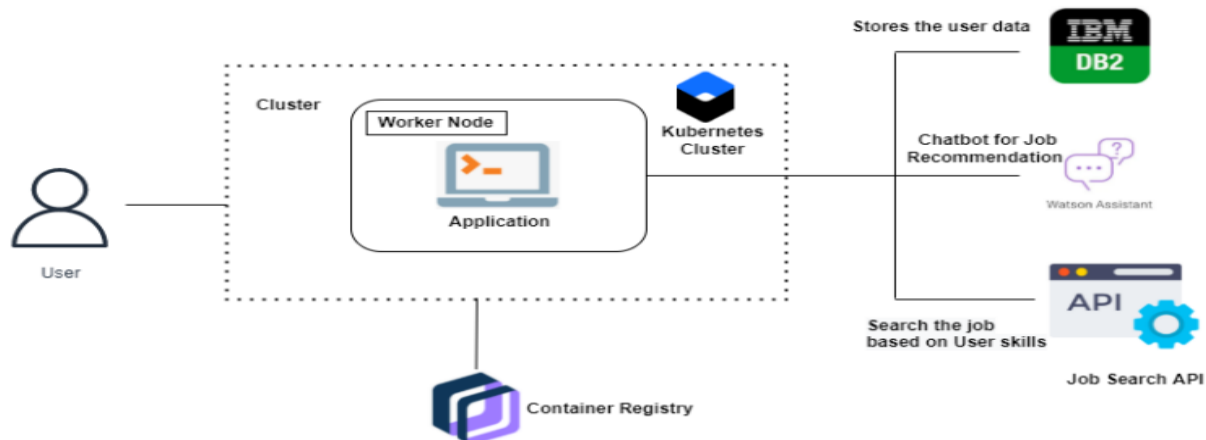 Stores the user data
IBM
DB2
Cluster
Worker Node
Kubernetes
Cluster
Chatbot for Job
Recommendation
?
Watson Assistant
Application
User
API
Search the job
based on User skills
Job Search API
Container Registry